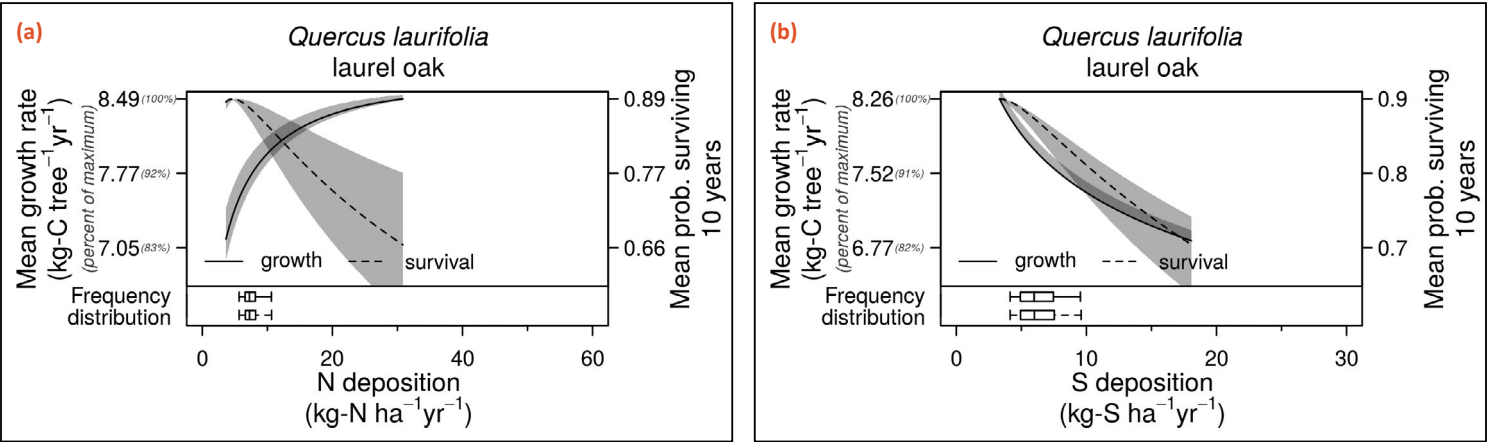 (a)
Quercus laurifolia
laurel oak
Mean growth rate
(kg-C tree⁻¹yr⁻¹)
(percent of maximum)
8.49 (100%)
7.77 (92%)
7.05 (83%)
0.89
0.77
0.66
Mean prob. surviving
10 years
growth
survival
Frequency
distribution
0 20 40 60
N deposition
(kg-N ha⁻¹yr⁻¹)
(b)
Quercus laurifolia
laurel oak
Mean growth rate
(kg-C tree⁻¹yr⁻¹)
(percent of maximum)
8.26 (100%)
7.52 (91%)
6.77 (82%)
0.9
0.8
0.7
Mean prob. surviving
10 years
growth
survival
Frequency
distribution
0 10 20 30
S deposition
(kg-S ha⁻¹yr⁻¹)